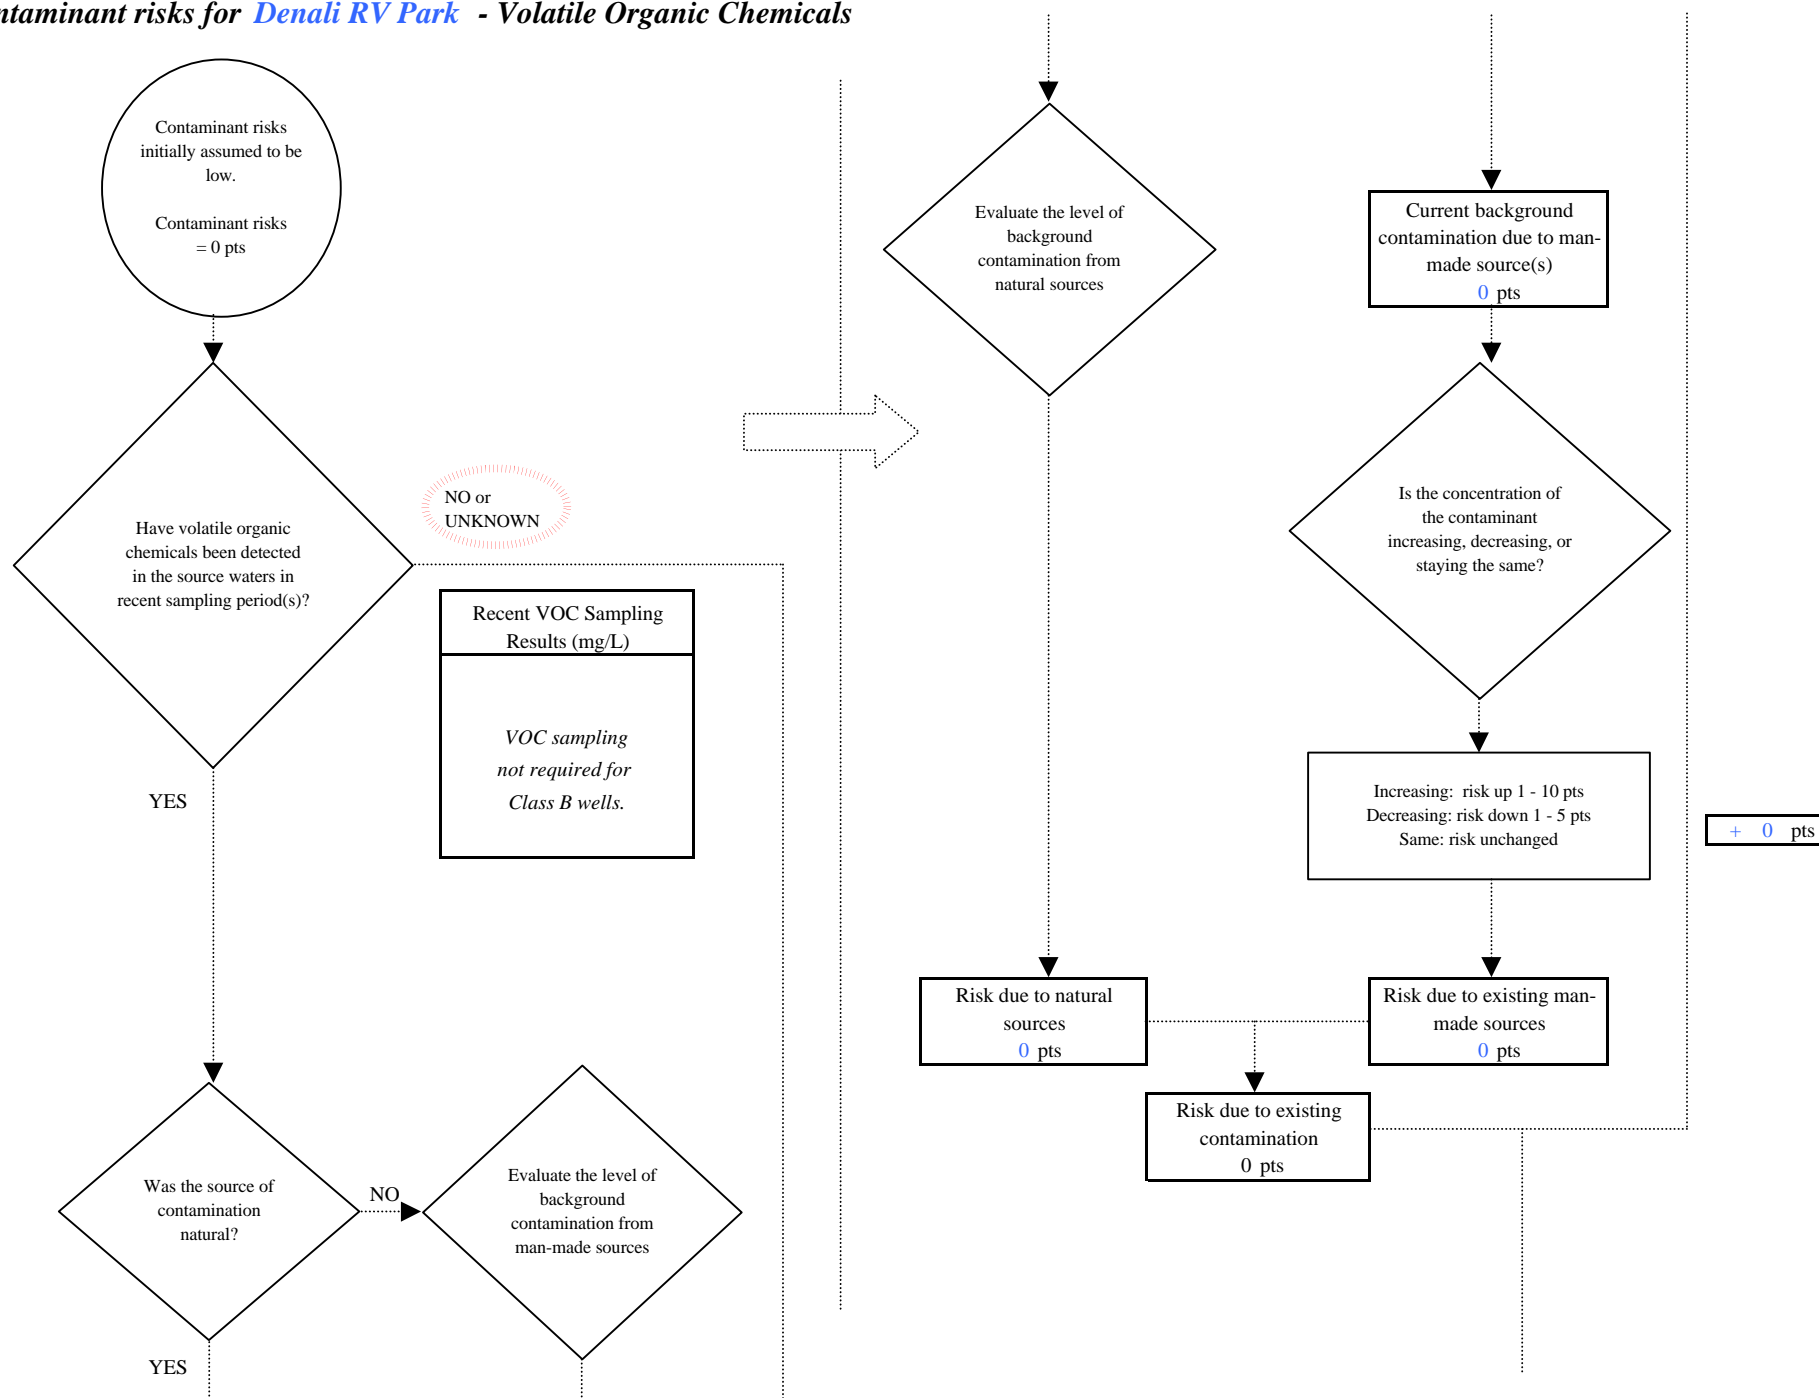 ntaminant risks for Denali RV Park - Volatile Organic Chemicals
Contaminant risks
initially assumed to be
low.
Contaminant risks
= 0 pts
Have volatile organic
chemicals been detected
in the source waters in
recent sampling period(s)?
NO or
UNKNOWN
Recent VOC Sampling
Results (mg/L)
VOC sampling
not required for
Class B wells.
YES
Was the source of
contamination
natural?
NO
Evaluate the level of
background
contamination from
man-made sources
YES
Evaluate the level of
background
contamination from
natural sources
Current background
contamination due to man-
made source(s)
0 pts
Is the concentration of
the contaminant
increasing, decreasing, or
staying the same?
Increasing: risk up 1 - 10 pts
Decreasing: risk down 1 - 5 pts
Same: risk unchanged
+ 0 pts
Risk due to natural
sources
0 pts
Risk due to existing man-
made sources
0 pts
Risk due to existing
contamination
0 pts